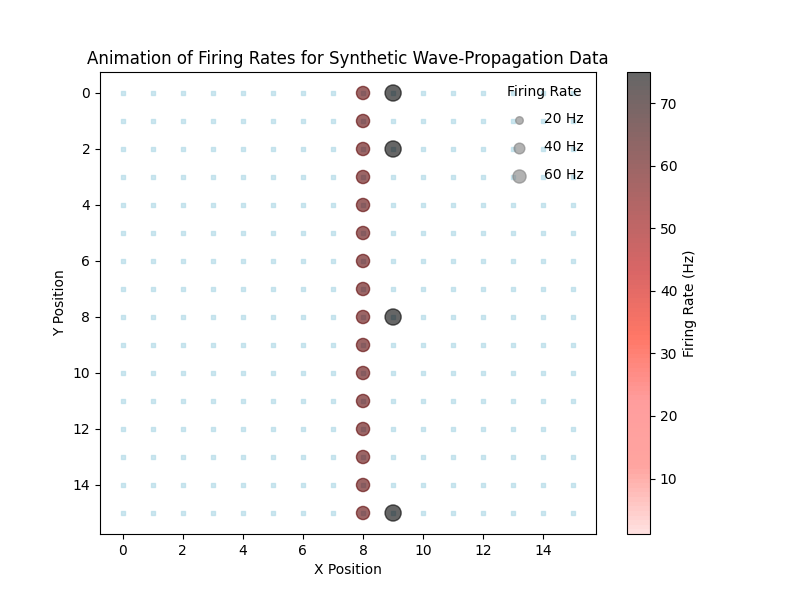 Animation of Firing Rates for Synthetic Wave-Propagation Data
Firing Rate
20 Hz
40 Hz
60 Hz
0
2
4
6
8
10
12
14
Y Position
0 2 4 6 8 10 12 14
X Position
70
60
50
40
30
20
10
Firing Rate (Hz)